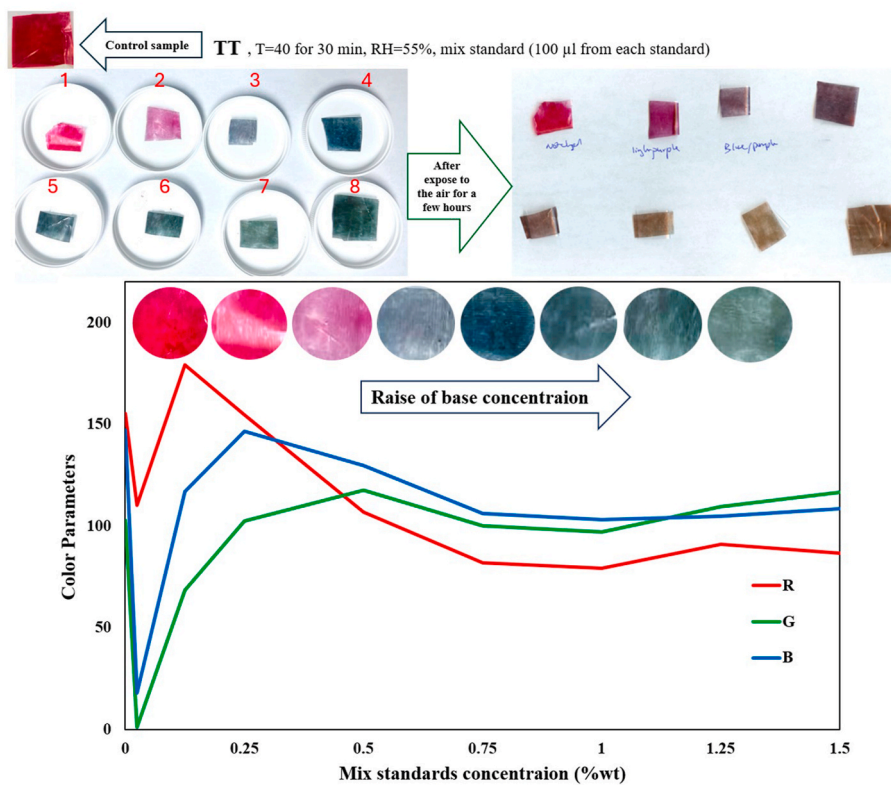 Control sample
TT , T=40 for 30 min, RH=55%, mix standard (100 µl from each standard)
1
2
3
4
5
6
7
8
After
expose to
the air for a
few hours
light purple
Blue/purple
Raise of base concentraion
Color Parameters
200
150
100
50
0
0
0.25
0.5
0.75
1
1.25
1.5
Mix standards concentraion (%wt)
R
G
B